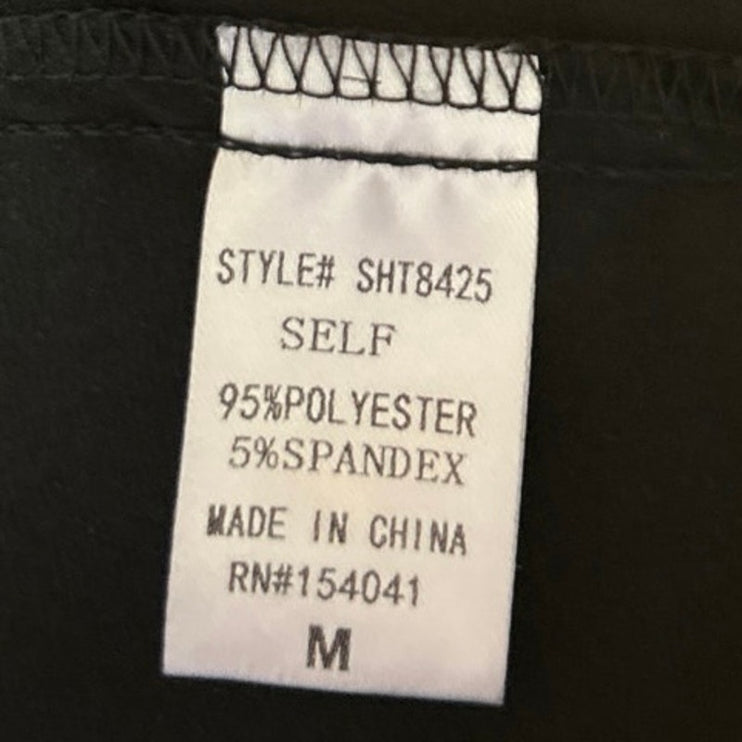 STYLE# SHT8425
SELF
95%POLYESTER
5%SPANDEX
MADE IN CHINA
RN#154041
M